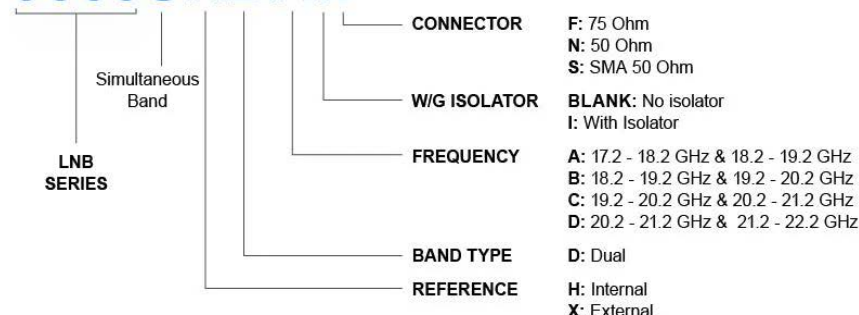 CONNECTOR F: 75 Ohm
N: 50 Ohm
S: SMA 50 Ohm
Simultaneous
Band
W/G ISOLATOR BLANK: No isolator
I: With Isolator
LNB
SERIES
FREQUENCY A: 17.2 - 18.2 GHz & 18.2 - 19.2 GHz
B: 18.2 - 19.2 GHz & 19.2 - 20.2 GHz
C: 19.2 - 20.2 GHz & 20.2 - 21.2 GHz
D: 20.2 - 21.2 GHz & 21.2 - 22.2 GHz
BAND TYPE D: Dual
REFERENCE H: Internal
X: External